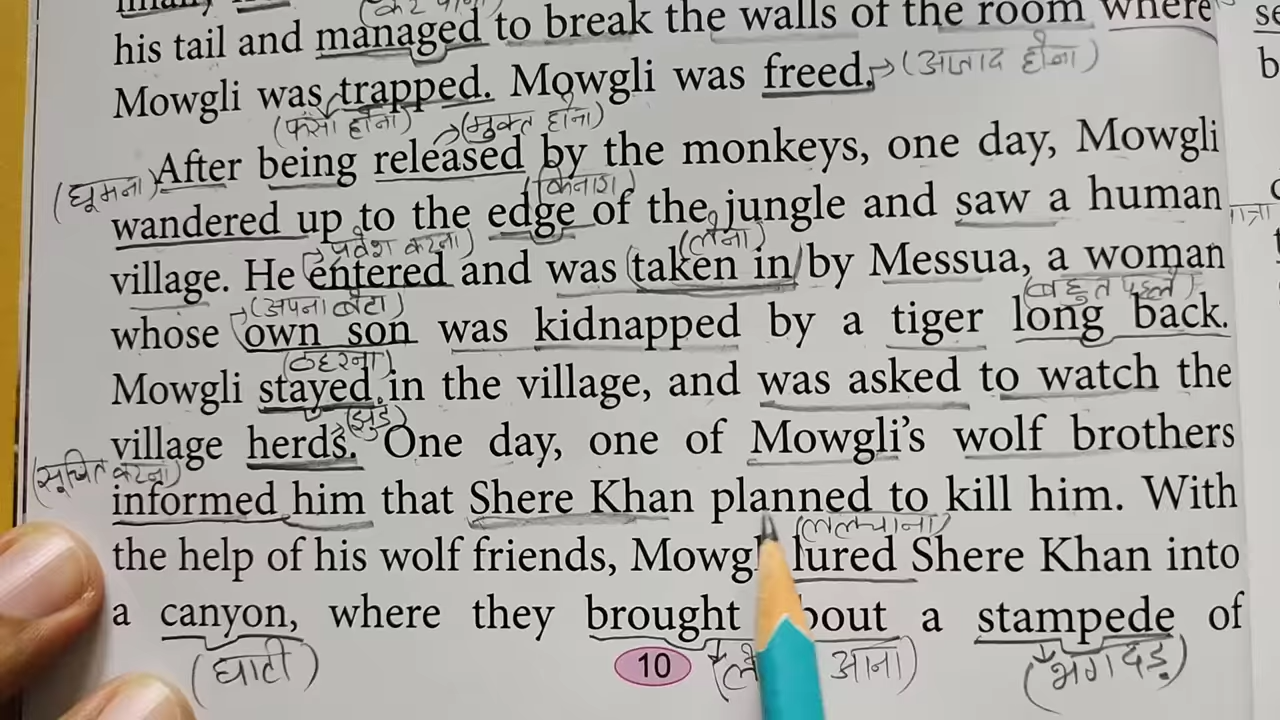 his tail and managed to break the walls of the room where
(आजाद होना)
Mowgli was trapped. Mowgli was freed.
(फंसा होना) (मुक्त होना)
After being released by the monkeys, one day, Mowgli
(घूमना) (किनारा)
wandered up to the edge of the jungle and saw a human
(प्रवेश करना) (लेना)
village. He entered and was taken in by Messua, a woman
(अपना बेटा) (बहुत पहले)
whose own son was kidnapped by a tiger long back.
(ठहरना)
Mowgli stayed in the village, and was asked to watch the
(झुंड)
village herds. One day, one of Mowgli's wolf brothers
(सूचित करना)
informed him that Shere Khan planned to kill him. With
(ललचाना)
the help of his wolf friends, lured Shere Khan into
a canyon, where they brought a stampede of
(घाटी) 10 आना) (भगदड़)